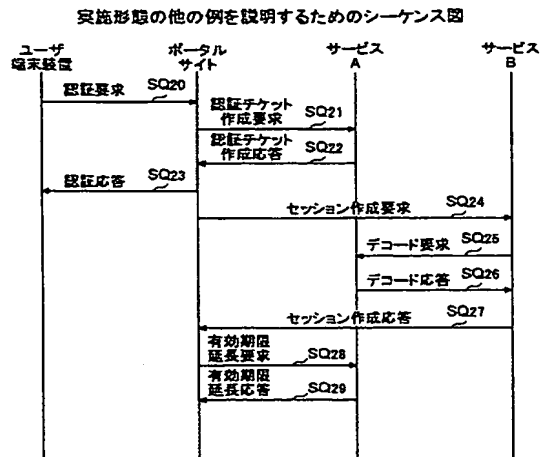 実施形態の他の例を説明するためのシーケンス図
ユーザ
端末装置
ポータル
サイト
サービス
A
サービス
B
認証要求
SQ20
認証チケット
作成要求
SQ21
認証チケット
作成応答
SQ22
認証応答
SQ23
セッション作成要求
SQ24
デコード要求
SQ25
デコード応答
SQ26
セッション作成応答
SQ27
有効期限
延長要求
SQ28
有効期限
延長応答
SQ29